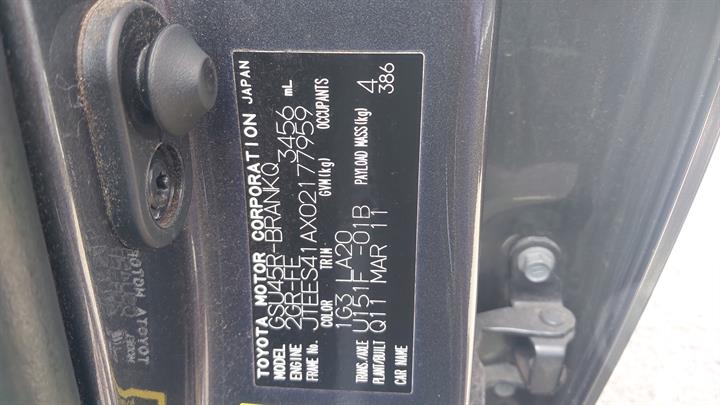 TOYOTA MOTOR CORPORATION JAPAN
MODEL GSU45R-BRANKQ
ENGINE 2GR-FE 3456 mL
FRAME No. JTEES41AX02177959
COLOR TRIM GVM(kg) OCCUPANTS
1G3 LA20 4
TRANS./AXLE U151F -01B PAYLOAD MASS(kg) 386
PLANT/BUILT Q11 MAR 11
CAR NAME